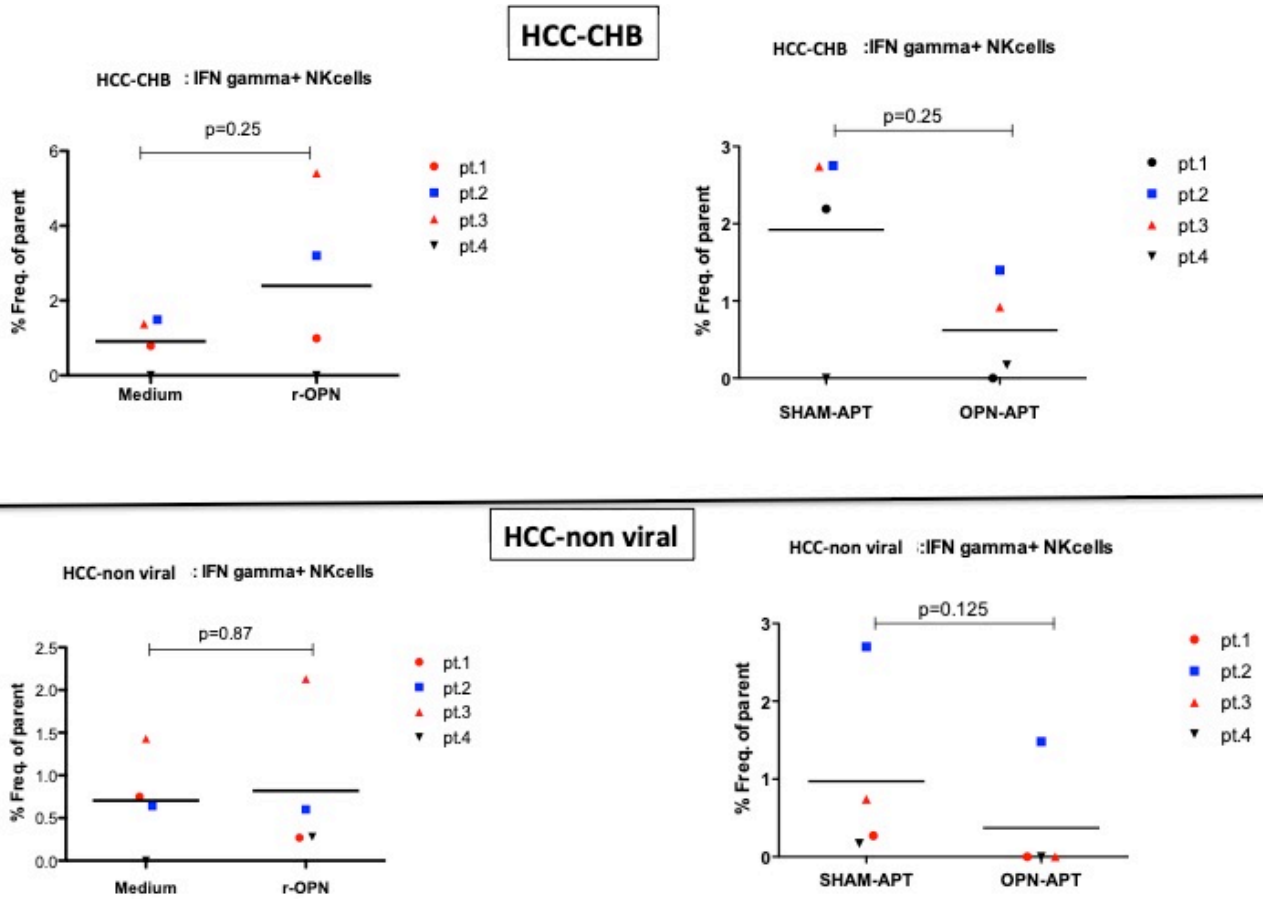 HCC-CHB
HCC-CHB : IFN gamma+ NKcells
p=0.25
% Freq. of parent
6
4
2
0
Medium
r-OPN
pt.1
pt.2
pt.3
pt.4
HCC-CHB :IFN gamma+ NKcells
p=0.25
% Freq. of parent
3
2
1
0
SHAM-APT
OPN-APT
pt.1
pt.2
pt.3
pt.4
HCC-non viral
HCC-non viral : IFN gamma+ NKcells
p=0.87
% Freq. of parent
2.5
2.0
1.5
1.0
0.5
0.0
Medium
r-OPN
pt.1
pt.2
pt.3
pt.4
HCC-non viral :IFN gamma+ NKcells
p=0.125
% Freq. of parent
3
2
1
0
SHAM-APT
OPN-APT
pt.1
pt.2
pt.3
pt.4